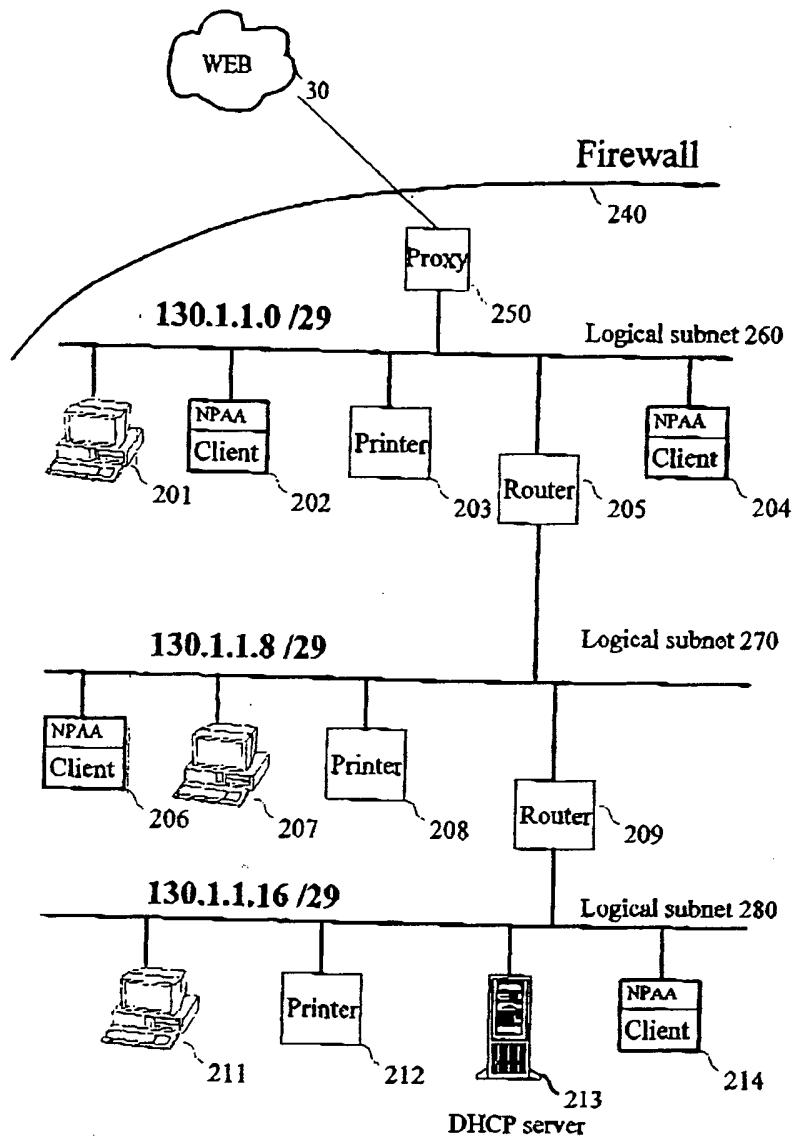 WEB
30
Firewall
240
Proxy
250
130.1.1.0 /29
Logical subnet 260
NPAA
Client
Printer
NPAA
Client
Router
201
202
203
205
204
130.1.1.8 /29
Logical subnet 270
NPAA
Client
Printer
Router
206
207
208
209
130.1.1.16 /29
Logical subnet 280
Printer
NPAA
Client
211
212
213
214
DHCP server